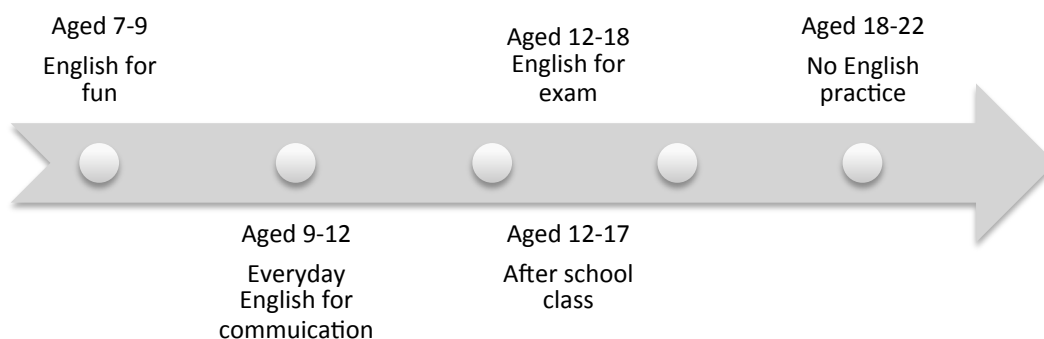 Aged 7-9
English for
fun
Aged 9-12
Everyday
English for
commuication
Aged 12-18
English for
exam
Aged 12-17
After school
class
Aged 18-22
No English
practice